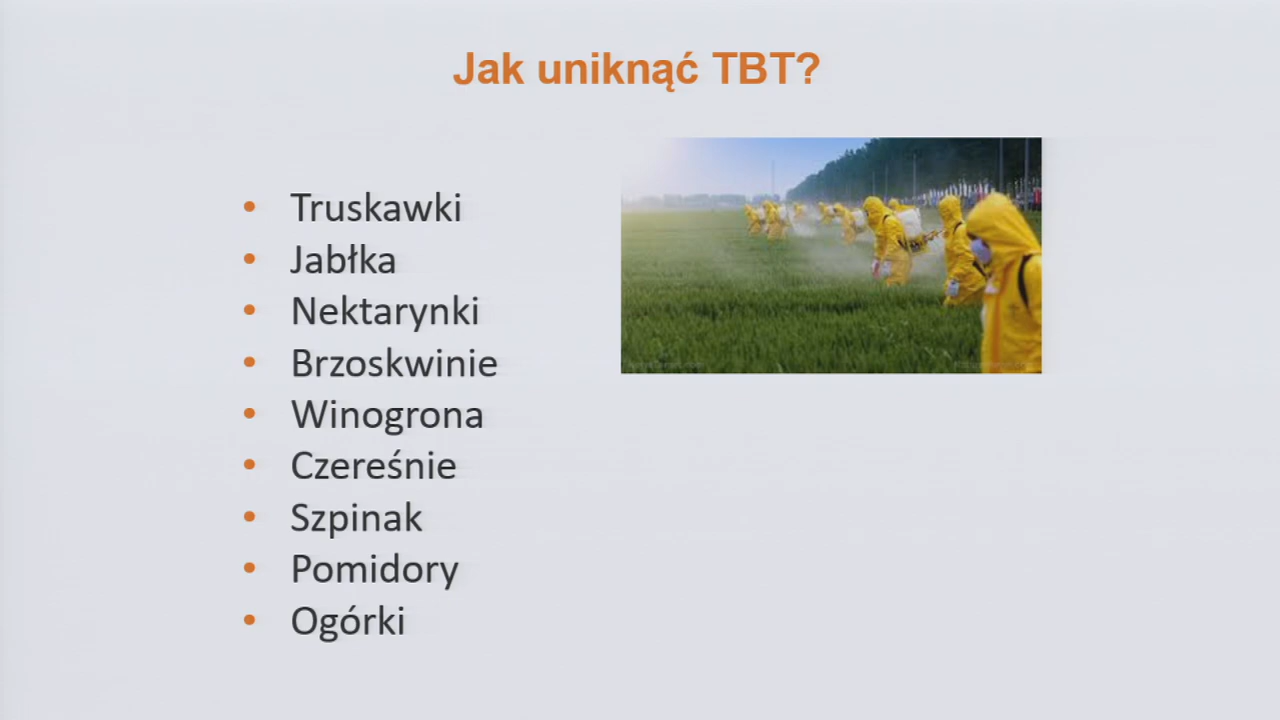 Jak uniknąć TBT?
Truskawki
Jabłka
Nektarynki
Brzoskwinie
Winogrona
Czereśnie
Szpinak
Pomidory
Ogórki